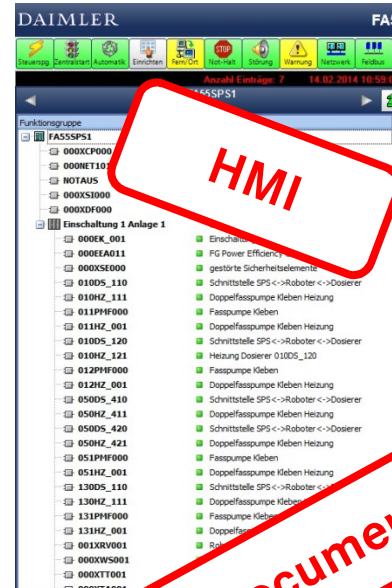 DAIMLER
Steuerspg. Zentralstart Automatik Einrichten Fern/Ort Not-Halt Störung Warnung Netzwerk Feldbus
STOP
Anzahl Einträge: 7 14.02.2014 10:59:0
Funktionsgruppe
FA55SPS1
000XCP000
000NET101
NOTAUS
000XSI000
000XDF000
HMI
Einschaltung 1 Anlage 1
000EK_001
000EEA011 FG Power Efficiency
000XSE000 gestörte Sicherheitselemente
010DS_110 Schnittstelle SPS<->Roboter<->Dosierer
010HZ_111 Doppelfasspumpe Kleben Heizung
011PMF000 Fasspumpe Kleben
011HZ_001 Doppelfasspumpe Kleben Heizung
010DS_120 Schnittstelle SPS<->Roboter<->Dosierer
010HZ_121 Heizung Dosierer 010DS_120
012PMF000 Fasspumpe Kleben
012HZ_001 Doppelfasspumpe Kleben Heizung
050DS_410 Schnittstelle SPS<->Roboter<->Dosierer
050HZ_411 Doppelfasspumpe Kleben Heizung
050DS_420 Schnittstelle SPS<->Roboter<->Dosierer
050HZ_421 Doppelfasspumpe Kleben Heizung
051PMF000 Fasspumpe Kleben
051HZ_001 Doppelfasspumpe Kleben Heizung
130DS_110 Schnittstelle SPS<->Roboter<->
130HZ_111 Doppelfasspumpe Kleben
131PMF000 Fasspumpe
131HZ_001
001XRV001
000XWS001
000XTT001